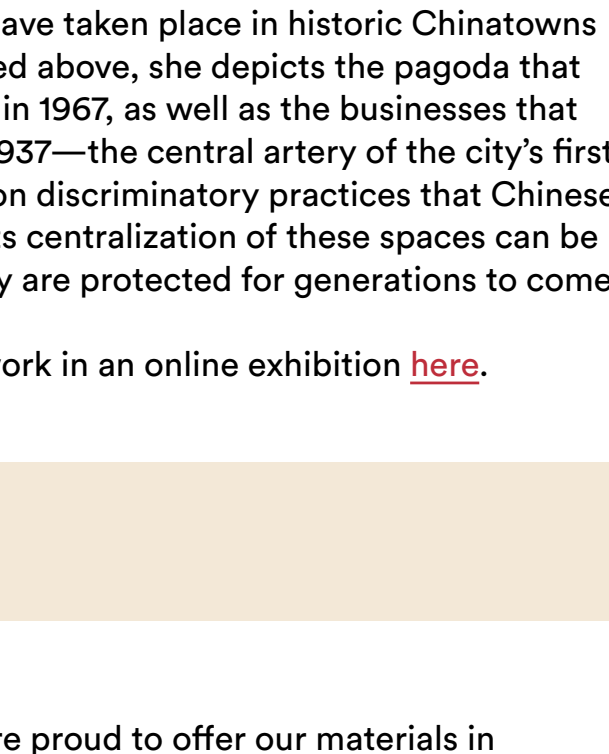 ave taken place in historic Chinatowns
ed above, she depicts the pagoda that
in 1967, as well as the businesses that
937—the central artery of the city’s first
on discriminatory practices that Chinese
ts centralization of these spaces can be
y are protected for generations to come
work in an online exhibition here.
re proud to offer our materials in